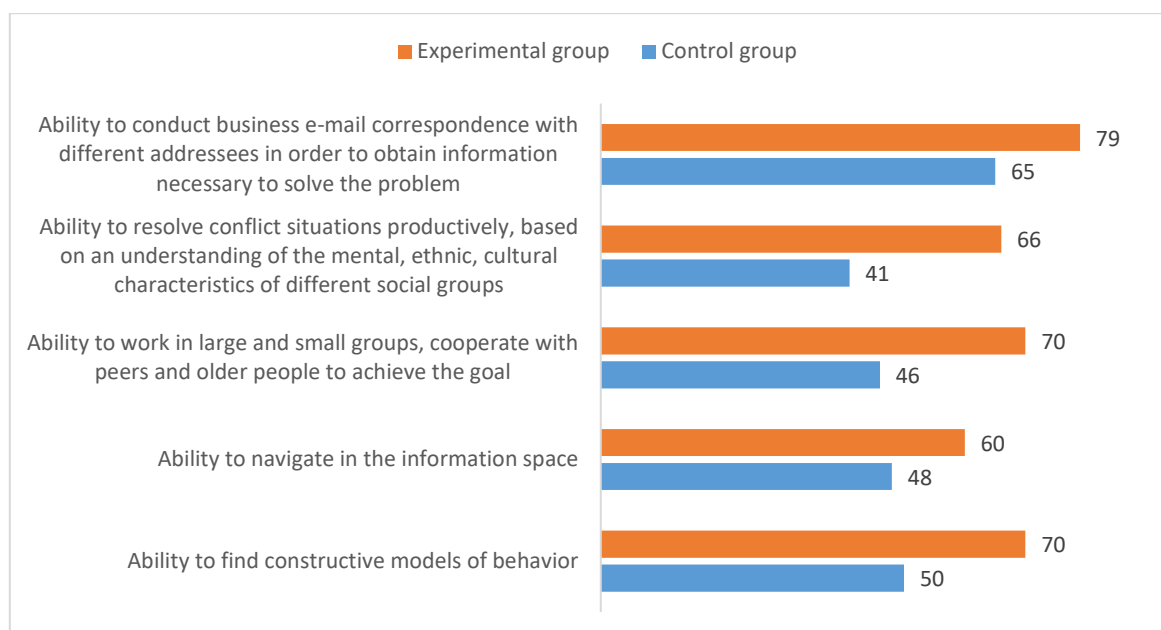 Experimental group Control group
Ability to conduct business e-mail correspondence with
different addressees in order to obtain information
necessary to solve the problem
79
65
Ability to resolve conflict situations productively, based
on an understanding of the mental, ethnic, cultural
characteristics of different social groups
66
41
Ability to work in large and small groups, cooperate with
peers and older people to achieve the goal
70
46
Ability to navigate in the information space
60
48
Ability to find constructive models of behavior
70
50